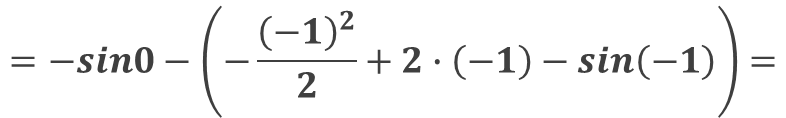 = −sin0 − (− (−1)² / 2 + 2 · (−1) − sin(−1)) =